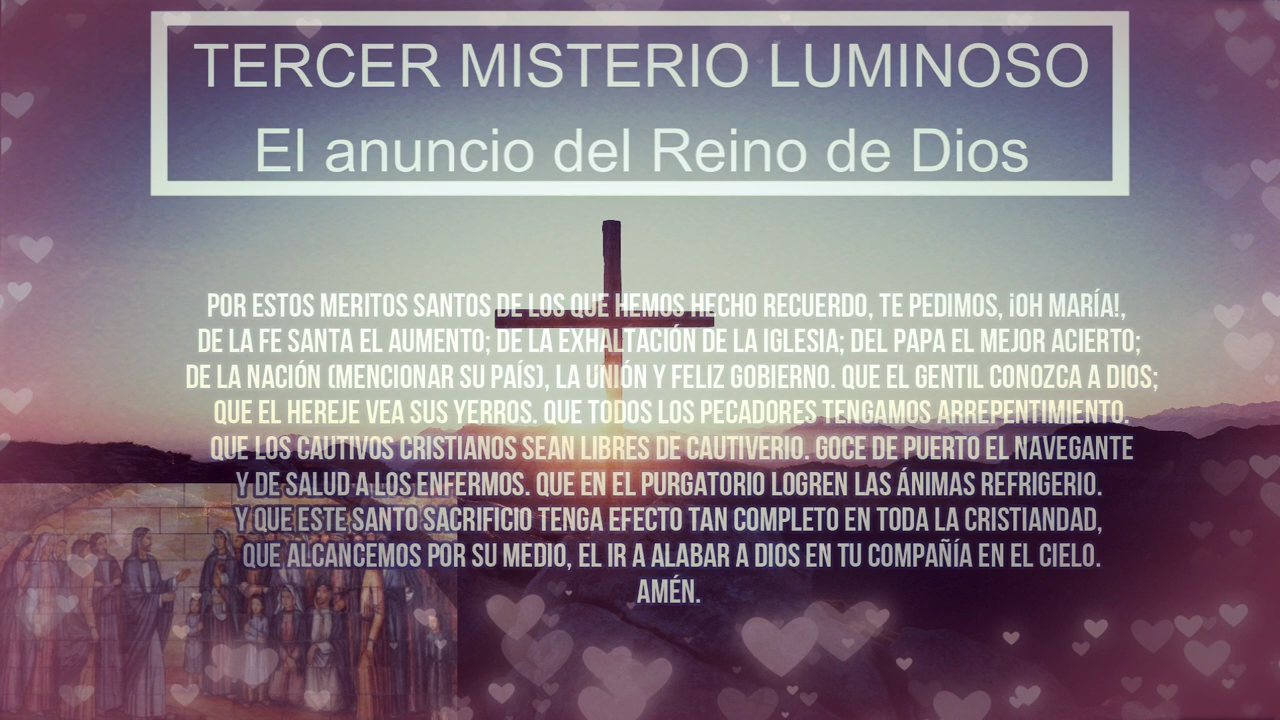 TERCER MISTERIO LUMINOSO
El anuncio del Reino de Dios
POR ESTOS MERITOS SANTOS DE LOS QUE HEMOS HECHO RECUERDO, TE PEDIMOS, ¡OH MARÍA!,
DE LA FE SANTA EL AUMENTO; DE LA EXHALTACIÓN DE LA IGLESIA; DEL PAPA EL MEJOR ACIERTO;
DE LA NACIÓN (MENCIONAR SU PAÍS), LA UNIÓN Y FELIZ GOBIERNO. QUE EL GENTIL CONOZCA A DIOS;
QUE EL HEREJE VEA SUS YERROS. QUE TODOS LOS PECADORES TENGAMOS ARREPENTIMIENTO.
QUE LOS CAUTIVOS CRISTIANOS SEAN LIBRES DE CAUTIVERIO. GOCE DE PUERTO EL NAVEGANTE
Y DE SALUD A LOS ENFERMOS. QUE EN EL PURGATORIO LOGREN LAS ÁNIMAS REFRIGERIO.
Y QUE ESTE SANTO SACRIFICIO TENGA EFECTO TAN COMPLETO EN TODA LA CRISTIANDAD,
QUE ALCANCEMOS POR SU MEDIO, EL IR A ALABAR A DIOS EN TU COMPAÑÍA EN EL CIELO.
AMÉN.